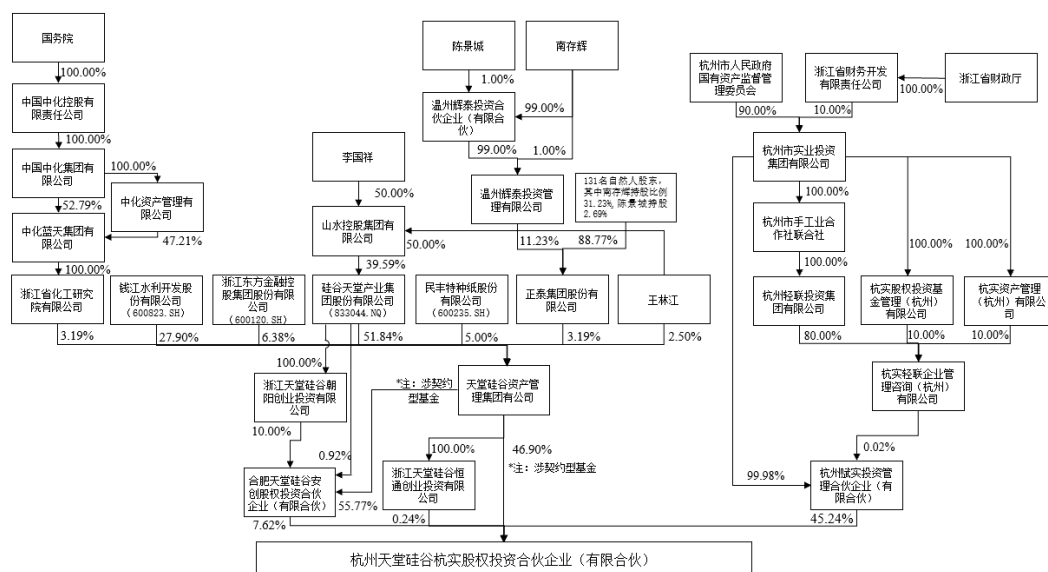 国务院
陈景城
南存辉
杭州市人民政府
国有资产监督管
理委员会
浙江省财务开发
有限责任公司
浙江省财政厅
100.00%
1.00%
100.00%
中国中化控股有
限责任公司
温州辉泰投资合
伙企业（有限合
伙）
99.00%
90.00%
10.00%
100.00%
99.00%
1.00%
杭州市实业投资
集团有限公司
中国中化集团有
限公司
100.00%
李国祥
131名自然人股东，
其中南存辉持股比例
31.23%，陈景城持股
2.69%
52.79%
中化资产管理有
限公司
50.00%
温州辉泰投资管
理有限公司
100.00%
中化蓝天集团有
限公司
47.21%
山水控股集团有
限公司
50.00%
11.23%
88.77%
杭州市手工业合
作社联合社
100.00%
100.00%
100.00%
39.59%
100.00%
浙江省化工研究
院有限公司
钱江水利开发股
份有限公司
(600823.SH)
浙江东方金融控
股集团股份有限
公司
(600120.SH)
硅谷天堂产业集
团股份有限公司
(833044.NQ)
民丰特种纸股份
有限公司
(600235.SH)
正泰集团股份有
限公司
王林江
杭州轻联投资集
团有限公司
杭实股权投资基
金管理（杭州）
有限公司
杭实资产管理
（杭州）有限公
司
3.19%
27.90%
6.38%
51.84%
5.00%
3.19%
2.50%
80.00%
10.00%
10.00%
100.00%
浙江天堂硅谷朝
阳创业投资有限
公司
*注：涉契约
型基金
天堂硅谷资产管
理集团有公司
杭实轻联企业管
理咨询（杭州）
有限公司
10.00%
0.92%
100.00%
46.90%
*注：涉契约型基金
0.02%
合肥天堂硅谷安
创股权投资合伙
企业（有限合伙）
55.77%
浙江天堂硅谷恒
通创业投资有限
公司
99.98%
杭州赋实投资管
理合伙企业（有
限合伙）
7.62%
0.24%
45.24%
杭州天堂硅谷杭实股权投资合伙企业（有限合伙）